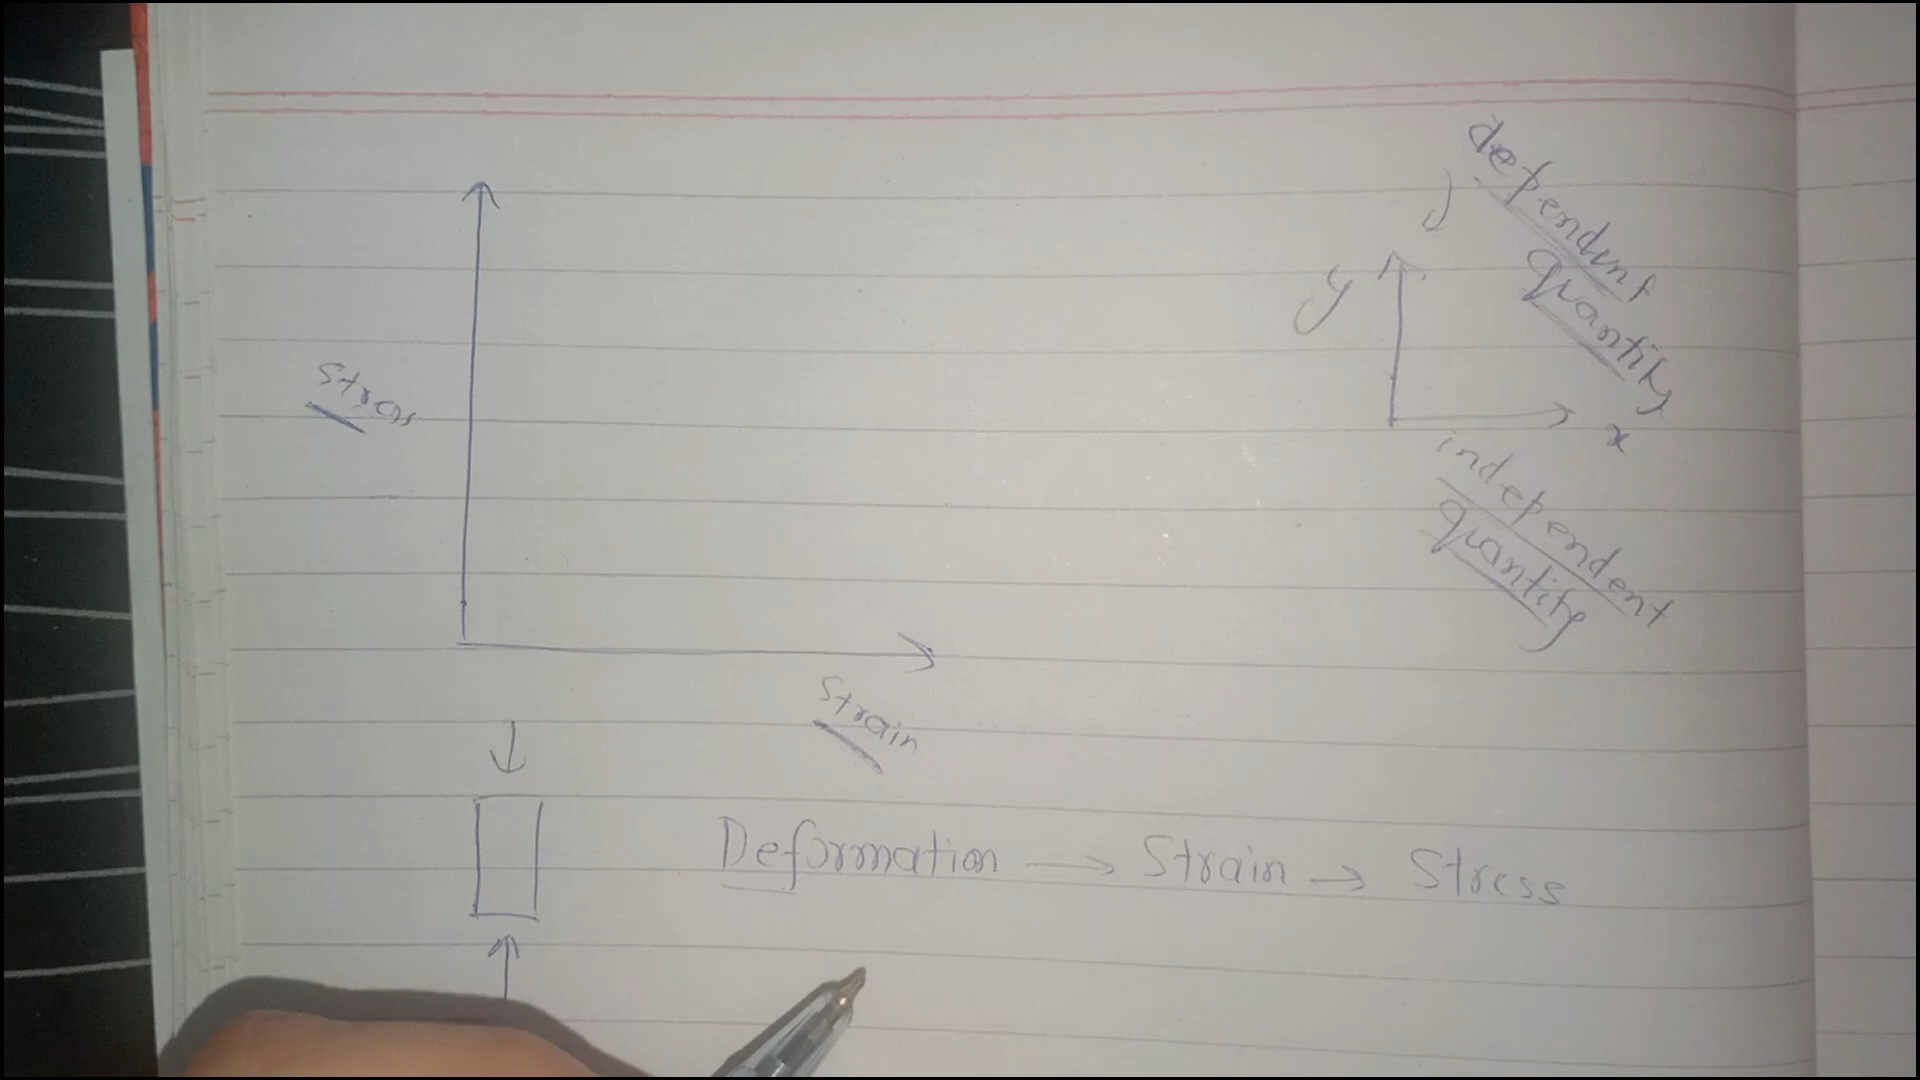 dependent
quantity
y
x
Stress
independent
quantity
Strain
Deformation → Strain → Stress